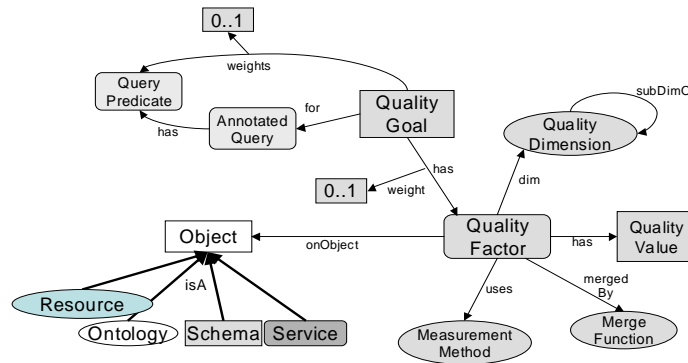 0..1
weights
Query
Predicate
has
Annotated
Query
for
Quality
Goal
subDimO
Quality
Dimension
has
0..1
weight
dim
Object
onObject
Quality
Factor
has
Quality
Value
isA
Resource
Ontology
Schema
Service
uses
merged
By
Measurement
Method
Merge
Function